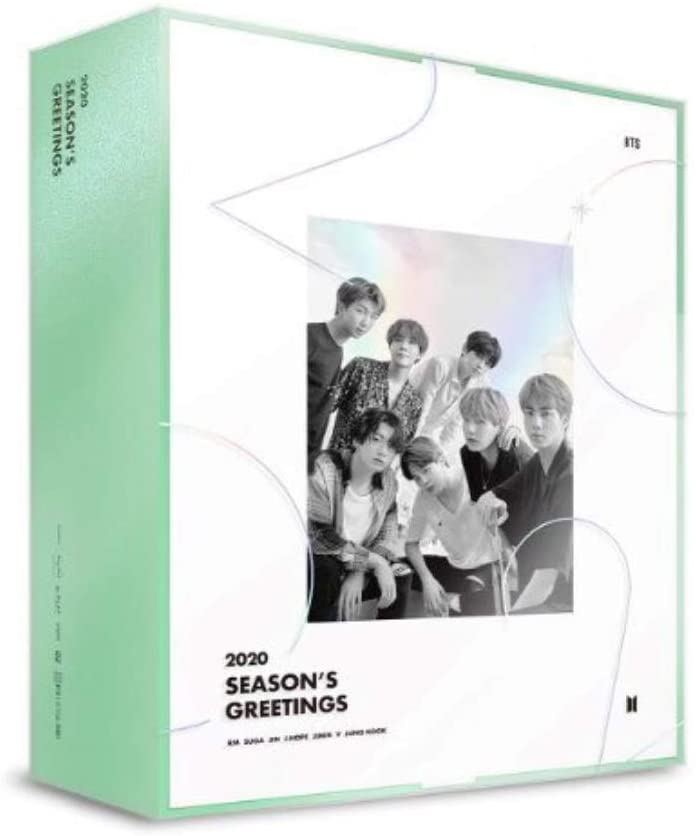 2020
SEASON'S
GREETINGS
BTS
2020
SEASON'S
GREETINGS
RM SUGA JIN J-HOPE JIMIN V JUNG KOOK